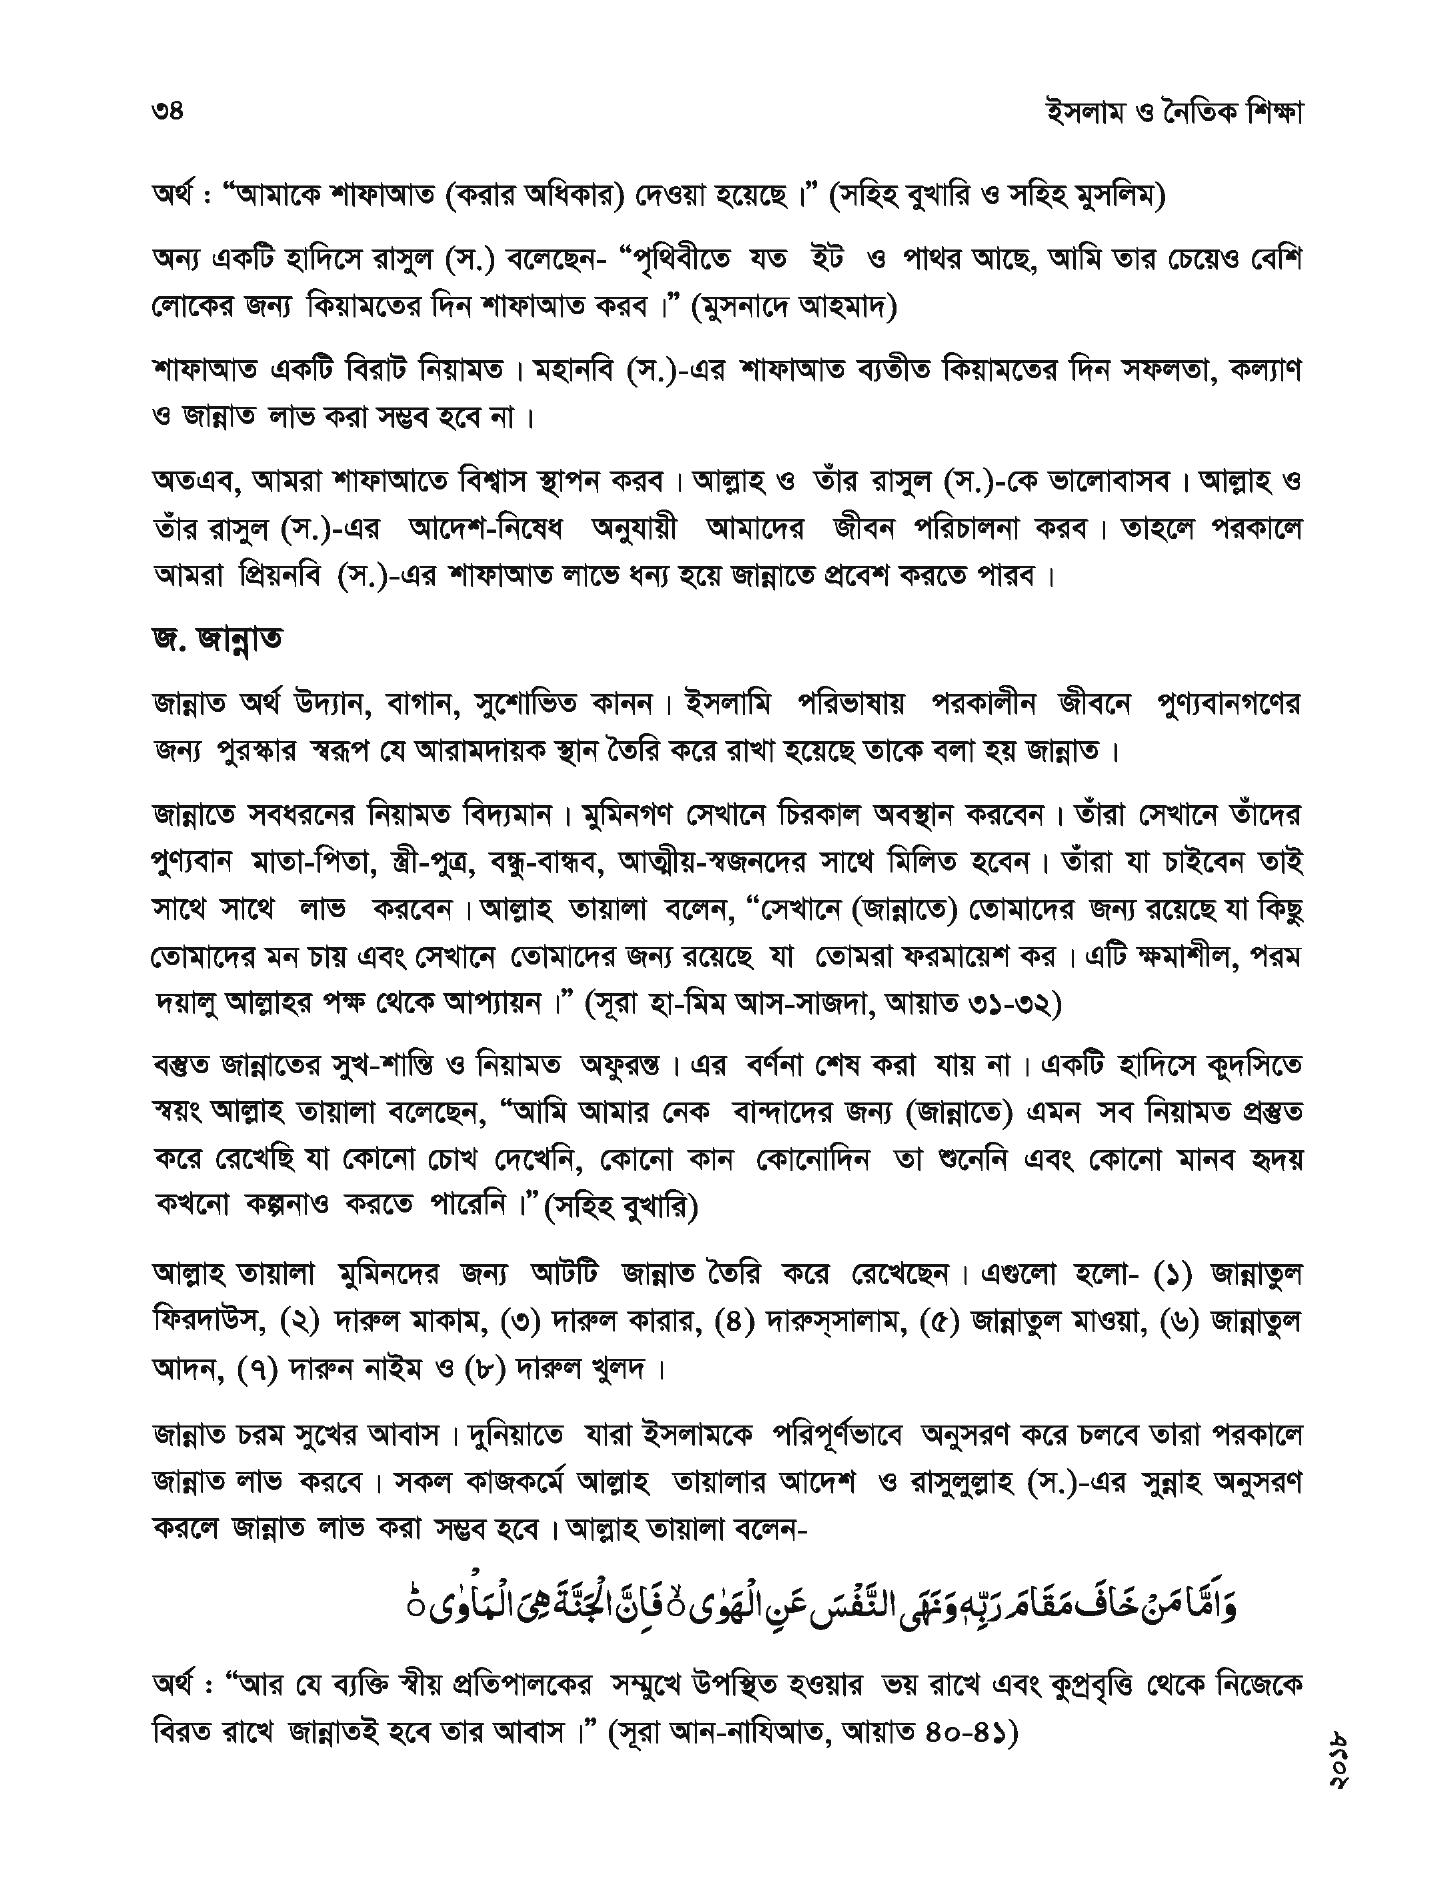 ৩৪
ইসলাম ও নৈতিক শিক্ষা
অর্থ : “আমাকে শাফাআত (করার অধিকার) দেওয়া হয়েছে।” (সহিহ বুখারি ও সহিহ মুসলিম)
অন্য একটি হাদিসে রাসুল (স.) বলেছেন- “পৃথিবীতে যত ইট ও পাথর আছে, আমি তার চেয়েও বেশি
লোকের জন্য কিয়ামতের দিন শাফাআত করব।” (মুসনাদে আহমাদ)
শাফাআত একটি বিরাট নিয়ামত। মহানবি (স.)-এর শাফাআত ব্যতীত কিয়ামতের দিন সফলতা, কল্যাণ
ও জান্নাত লাভ করা সম্ভব হবে না।
অতএব, আমরা শাফাআতে বিশ্বাস স্থাপন করব। আল্লাহ ও তাঁর রাসুল (স.)-কে ভালোবাসব। আল্লাহ ও
তাঁর রাসুল (স.)-এর আদেশ-নিষেধ অনুযায়ী আমাদের জীবন পরিচালনা করব। তাহলে পরকালে
আমরা প্রিয়নবি (স.)-এর শাফাআত লাভে ধন্য হয়ে জান্নাতে প্রবেশ করতে পারব।
জ. জান্নাত
জান্নাত অর্থ উদ্যান, বাগান, সুশোভিত কানন। ইসলামি পরিভাষায় পরকালীন জীবনে পুণ্যবানগণের
জন্য পুরস্কার স্বরূপ যে আরামদায়ক স্থান তৈরি করে রাখা হয়েছে তাকে বলা হয় জান্নাত।
জান্নাতে সবধরনের নিয়ামত বিদ্যমান। মুমিনগণ সেখানে চিরকাল অবস্থান করবেন। তাঁরা সেখানে তাঁদের
পুণ্যবান মাতা-পিতা, স্ত্রী-পুত্র, বন্ধু-বান্ধব, আত্মীয়-স্বজনদের সাথে মিলিত হবেন। তাঁরা যা চাইবেন তাই
সাথে সাথে লাভ করবেন। আল্লাহ তায়ালা বলেন, “সেখানে (জান্নাতে) তোমাদের জন্য রয়েছে যা কিছু
তোমাদের মন চায় এবং সেখানে তোমাদের জন্য রয়েছে যা তোমরা ফরমায়েশ কর। এটি ক্ষমাশীল, পরম
দয়ালু আল্লাহর পক্ষ থেকে আপ্যায়ন।” (সূরা হা-মিম আস-সাজদা, আয়াত ৩১-৩২)
বস্তুত জান্নাতের সুখ-শান্তি ও নিয়ামত অফুরন্ত। এর বর্ণনা শেষ করা যায় না। একটি হাদিসে কুদসিতে
স্বয়ং আল্লাহ তায়ালা বলেছেন, “আমি আমার নেক বান্দাদের জন্য (জান্নাতে) এমন সব নিয়ামত প্রস্তুত
করে রেখেছি যা কোনো চোখ দেখেনি, কোনো কান কোনোদিন তা শুনেনি এবং কোনো মানব হৃদয়
কখনো কল্পনাও করতে পারেনি।” (সহিহ বুখারি)
আল্লাহ তায়ালা মুমিনদের জন্য আটটি জান্নাত তৈরি করে রেখেছেন। এগুলো হলো- (১) জান্নাতুল
ফিরদাউস, (২) দারুল মাকাম, (৩) দারুল কারার, (৪) দারুস্সালাম, (৫) জান্নাতুল মাওয়া, (৬) জান্নাতুল
আদন, (৭) দারুন নাইম ও (৮) দারুল খুলদ।
জান্নাত চরম সুখের আবাস। দুনিয়াতে যারা ইসলামকে পরিপূর্ণভাবে অনুসরণ করে চলবে তারা পরকালে
জান্নাত লাভ করবে। সকল কাজকর্মে আল্লাহ তায়ালার আদেশ ও রাসুলুল্লাহ (স.)-এর সুন্নাহ অনুসরণ
করলে জান্নাত লাভ করা সম্ভব হবে। আল্লাহ তায়ালা বলেন-
وَاَمَّا مَنْ خَافَ مَقَامَ رَبِّهٖ وَنَهَى النَّفْسَ عَنِ الْهَوٰى ۙ فَاِنَّ الْجَنَّةَ هِىَ الْمَاْوٰى ؕ
অর্থ : “আর যে ব্যক্তি স্বীয় প্রতিপালকের সম্মুখে উপস্থিত হওয়ার ভয় রাখে এবং কুপ্রবৃত্তি থেকে নিজেকে
বিরত রাখে জান্নাতই হবে তার আবাস।” (সূরা আন-নাযিআত, আয়াত ৪০-৪১)
২০১৮